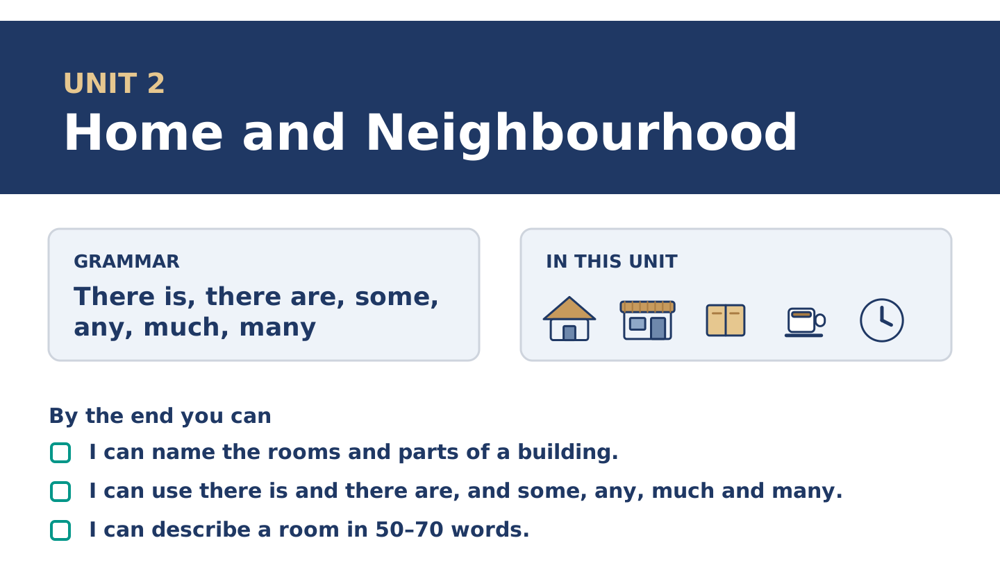 UNIT 2
Home and Neighbourhood
GRAMMAR
There is, there are, some,
any, much, many
IN THIS UNIT
By the end you can
I can name the rooms and parts of a building.
I can use there is and there are, and some, any, much and many.
I can describe a room in 50–70 words.